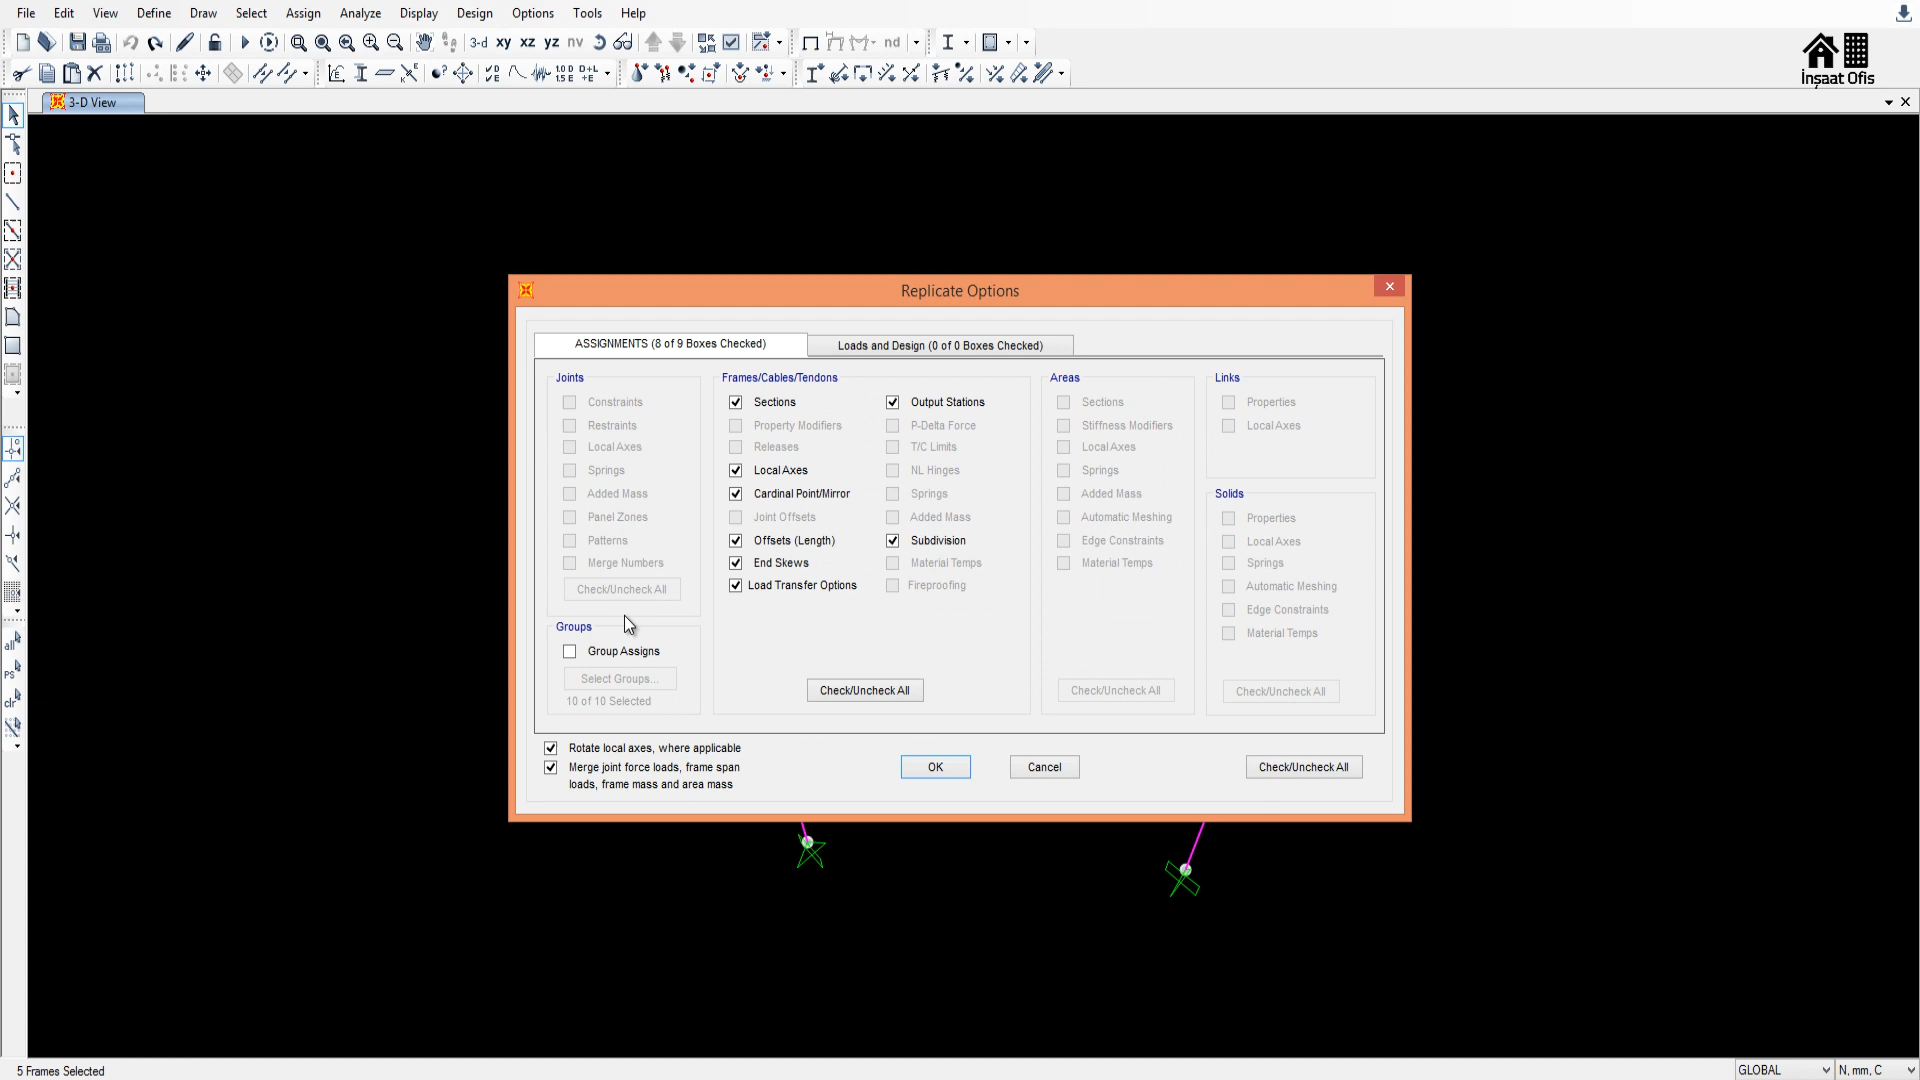 File Edit View Define Draw Select Assign Analyze Display Design Options Tools Help
3-d xy xz yz nv nd
İnşaat Ofis
3-D View
Replicate Options
ASSIGNMENTS (8 of 9 Boxes Checked)
Loads and Design (0 of 0 Boxes Checked)
Joints
Constraints
Restraints
Local Axes
Springs
Added Mass
Panel Zones
Patterns
Merge Numbers
Check/Uncheck All
Groups
Group Assigns
Select Groups...
10 of 10 Selected
Frames/Cables/Tendons
Sections
Property Modifiers
Releases
Local Axes
Cardinal Point/Mirror
Joint Offsets
Offsets (Length)
End Skews
Load Transfer Options
Output Stations
P-Delta Force
T/C Limits
NL Hinges
Springs
Added Mass
Subdivision
Material Temps
Fireproofing
Check/Uncheck All
Areas
Sections
Stiffness Modifiers
Local Axes
Springs
Added Mass
Automatic Meshing
Edge Constraints
Material Temps
Check/Uncheck All
Links
Properties
Local Axes
Solids
Properties
Local Axes
Springs
Automatic Meshing
Edge Constraints
Material Temps
Check/Uncheck All
Rotate local axes, where applicable
Merge joint force loads, frame span
loads, frame mass and area mass
OK
Cancel
Check/Uncheck All
all
PS
clr
5 Frames Selected
GLOBAL
N, mm, C